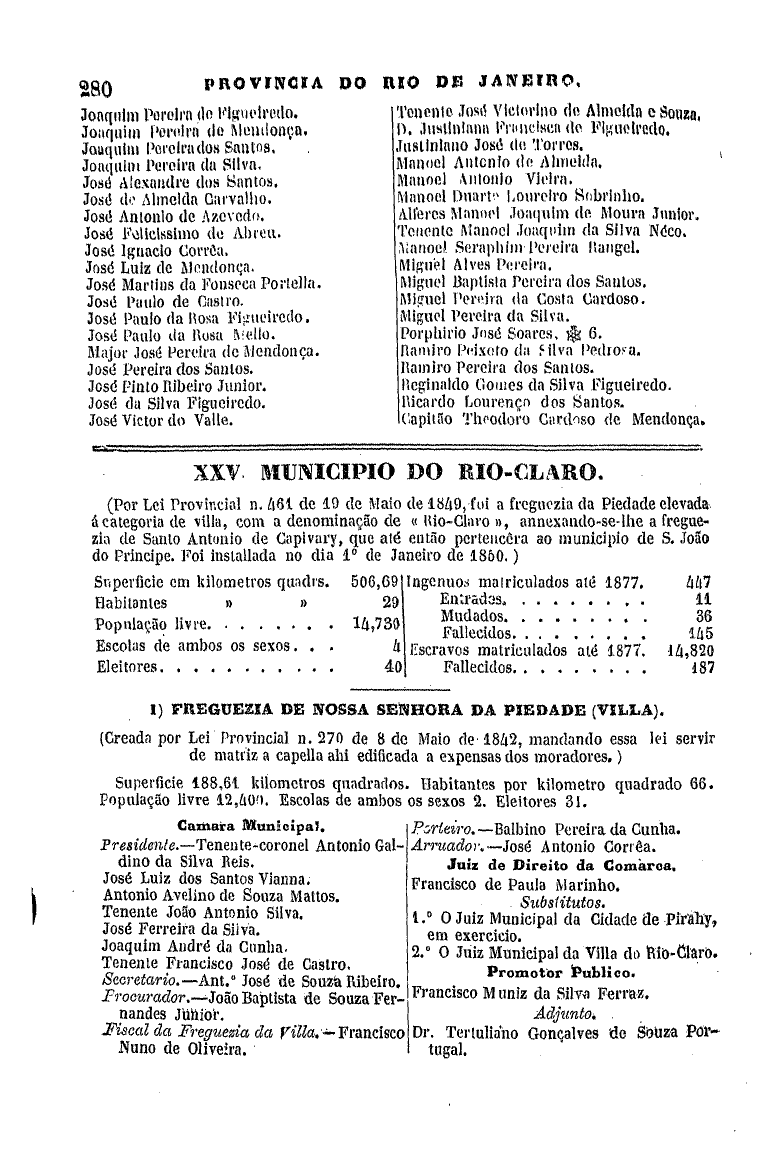 280 PROVINCIA DO RIO DE JANEIRO.
Joaquim Pereira de Figueiredo.
Joaquim Pereira de Mendonça.
Joaquim Pereira dos Santos.
Joaquim Pereira da Silva.
José Alexandre dos Santos.
José de Almeida Carvalho.
José Antonio de Azevedo.
José Felicissimo de Abreu.
José Ignacio Corrêa.
José Luiz de Mendonça.
José Martins da Fonseca Portella.
José Paulo de Castro.
José Paulo da Rosa Figueiredo.
José Paulo da Rosa Mello.
Major José Pereira de Mendonça.
José Pereira dos Santos.
José Pinto Ribeiro Junior.
José da Silva Figueiredo.
José Victor do Valle.
Tenente José Victorino de Almeida e Souza.
D. Justiniana Francisca de Figueiredo.
Justiniano José de Torres.
Manoel Antonio de Almeida.
Manoel Antonio Vieira.
Manoel Duarte Loureiro Sobrinho.
Alferes Manoel Joaquim de Moura Junior.
Tenente Manoel Joaquim da Silva Néco.
Manoel Seraphim Pereira Rangel.
Miguel Alves Pereira.
Miguel Baptista Pereira dos Santos.
Miguel Pereira da Costa Cardoso.
Miguel Pereira da Silva.
Porphirio José Soares, 6.
Ramiro Peixoto da Silva Pedrosa.
Ramiro Pereira dos Santos.
Reginaldo Gomes da Silva Figueiredo.
Ricardo Lourenço dos Santos.
Capitão Theodoro Cardoso de Mendonça.
XXV. MUNICIPIO DO RIO-CLARO.
(Por Lei Provincial n. 461 de 19 de Maio de 1849, foi a freguezia da Piedade elevada
á categoria de villa, com a denominação de « Rio-Claro », annexando-se-lhe a fregue-
zia de Santo Antonio de Capivary, que até então pertencêra ao municipio de S. João
do Principe. Foi installada no dia 1º de Janeiro de 1850. )
Superficie em kilometros quadrs. 506,69
Habitantes » » 29
População livre. . . . . . . . 14,730
Escolas de ambos os sexos. . . 4
Eleitores. . . . . . . . . . . 40
Ingenuos matriculados até 1877. 447
Entrados. . . . . . . . . 11
Mudados. . . . . . . . . 36
Fallecidos. . . . . . . . . 145
Escravos matriculados até 1877. 14,820
Fallecidos. . . . . . . . . 187
1) FREGUEZIA DE NOSSA SENHORA DA PIEDADE (VILLA).
(Creada por Lei Provincial n. 270 de 8 de Maio de 1842, mandando essa lei servir
de matriz a capella ahi edificada a expensas dos moradores. )
Superficie 188,61 kilometros quadrados. Habitantes por kilometro quadrado 66.
População livre 12,400. Escolas de ambos os sexos 2. Eleitores 31.
Camara Municipal.
Presidente.—Tenente-coronel Antonio Gal-
dino da Silva Reis.
José Luiz dos Santos Vianna.
Antonio Avelino de Souza Mattos.
Tenente João Antonio Silva.
José Ferreira da Silva.
Joaquim André da Cunha.
Tenente Francisco José de Castro.
Secretario.—Ant.º José de Souza Ribeiro.
Procurador.—João Baptista de Souza Fer-
nandes Junior.
Fiscal da Freguezia da Villa.—Francisco
Nuno de Oliveira.
Porteiro.—Balbino Pereira da Cunha.
Arruador.—José Antonio Corrêa.
Juiz de Direito da Comarca.
Francisco de Paula Marinho.
Substitutos.
1.º O Juiz Municipal da Cidade de Pirahy,
em exercicio.
2.º O Juiz Municipal da Villa do Rio-Claro.
Promotor Publico.
Francisco Muniz da Silva Ferraz.
Adjunto.
Dr. Tertuliano Gonçalves de Souza Por-
tugal.